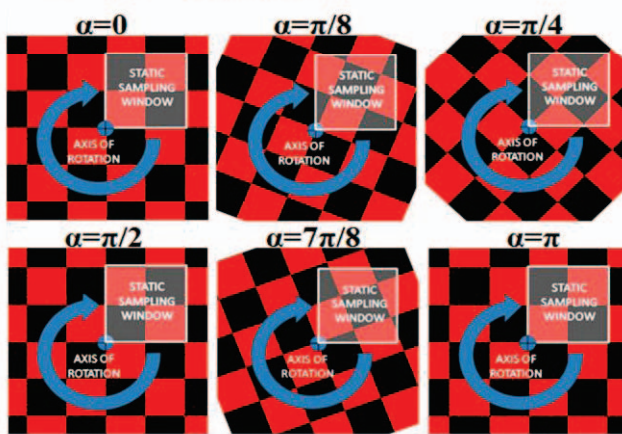 α=0
α=π/8
α=π/4
STATIC
SAMPLING
WINDOW
AXIS OF
ROTATION
STATIC
SAMPLING
WINDOW
AXIS OF
ROTATION
STATIC
SAMPLING
WINDOW
AXIS OF
ROTATION
α=π/2
α=7π/8
α=π
STATIC
SAMPLING
WINDOW
AXIS OF
ROTATION
STATIC
SAMPLING
WINDOW
AXIS OF
ROTATION
STATIC
SAMPLING
WINDOW
AXIS OF
ROTATION